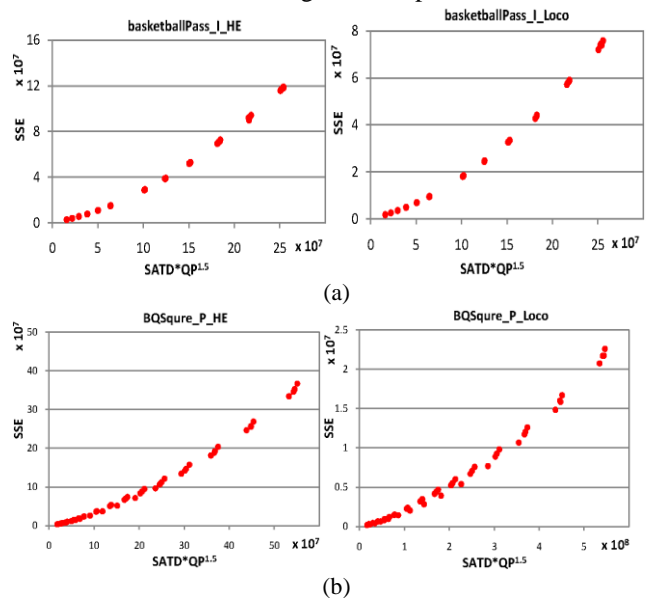 basketballPass_I_HE
x 10⁷
SSE
16
12
8
4
0
0 5 10 15 20 25 x 10⁷
SATD*QP¹·⁵
basketballPass_I_Loco
x 10⁷
SSE
8
6
4
2
0
0 5 10 15 20 25 x 10⁷
SATD*QP¹·⁵
(a)
BQSqure_P_HE
x 10⁷
SSE
50
40
30
20
10
0
0 10 20 30 40 50 x 10⁷
SATD*QP¹·⁵
BQSqure_P_Loco
x 10⁷
SSE
2.5
2
1.5
1
0.5
0
0 1 2 3 4 5 x 10⁸
SATD*QP¹·⁵
(b)